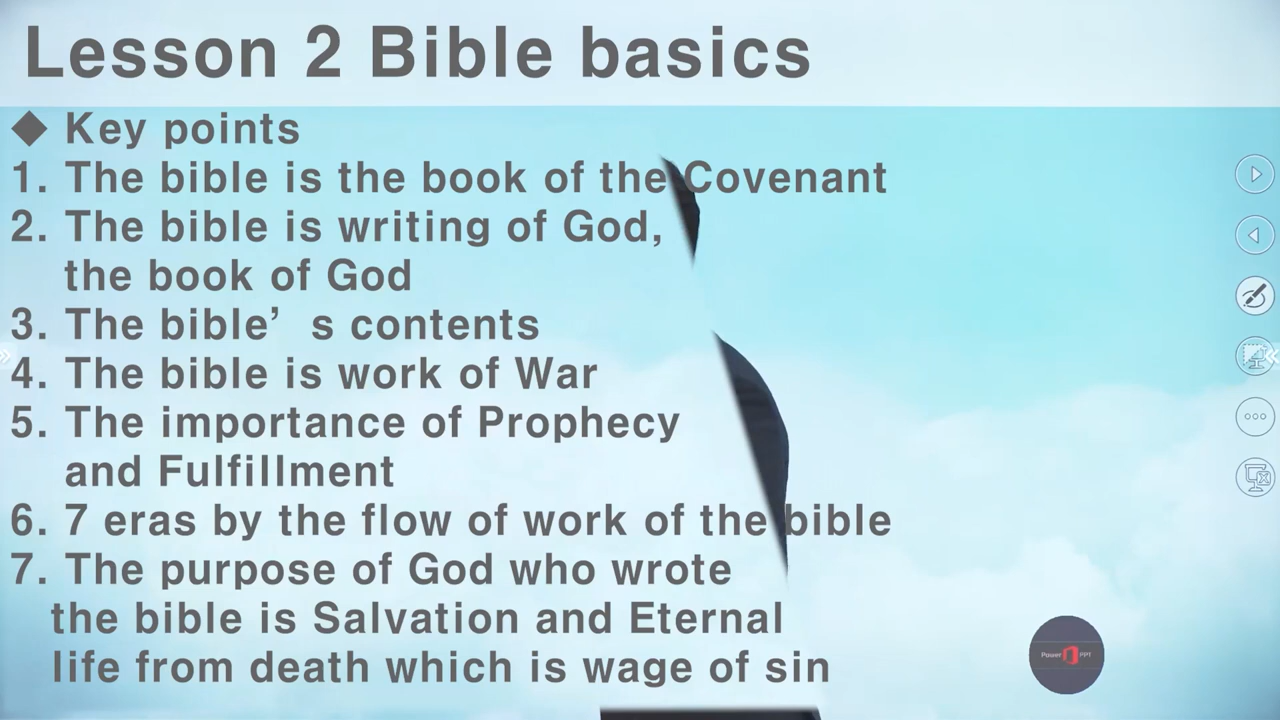 Lesson 2 Bible basics
◆ Key points
1. The bible is the book of the Covenant
2. The bible is writing of God,
the book of God
3. The bible’s contents
4. The bible is work of War
5. The importance of Prophecy
and Fulfillment
6. 7 eras by the flow of work of the bible
7. The purpose of God who wrote
the bible is Salvation and Eternal
life from death which is wage of sin
Power PPT